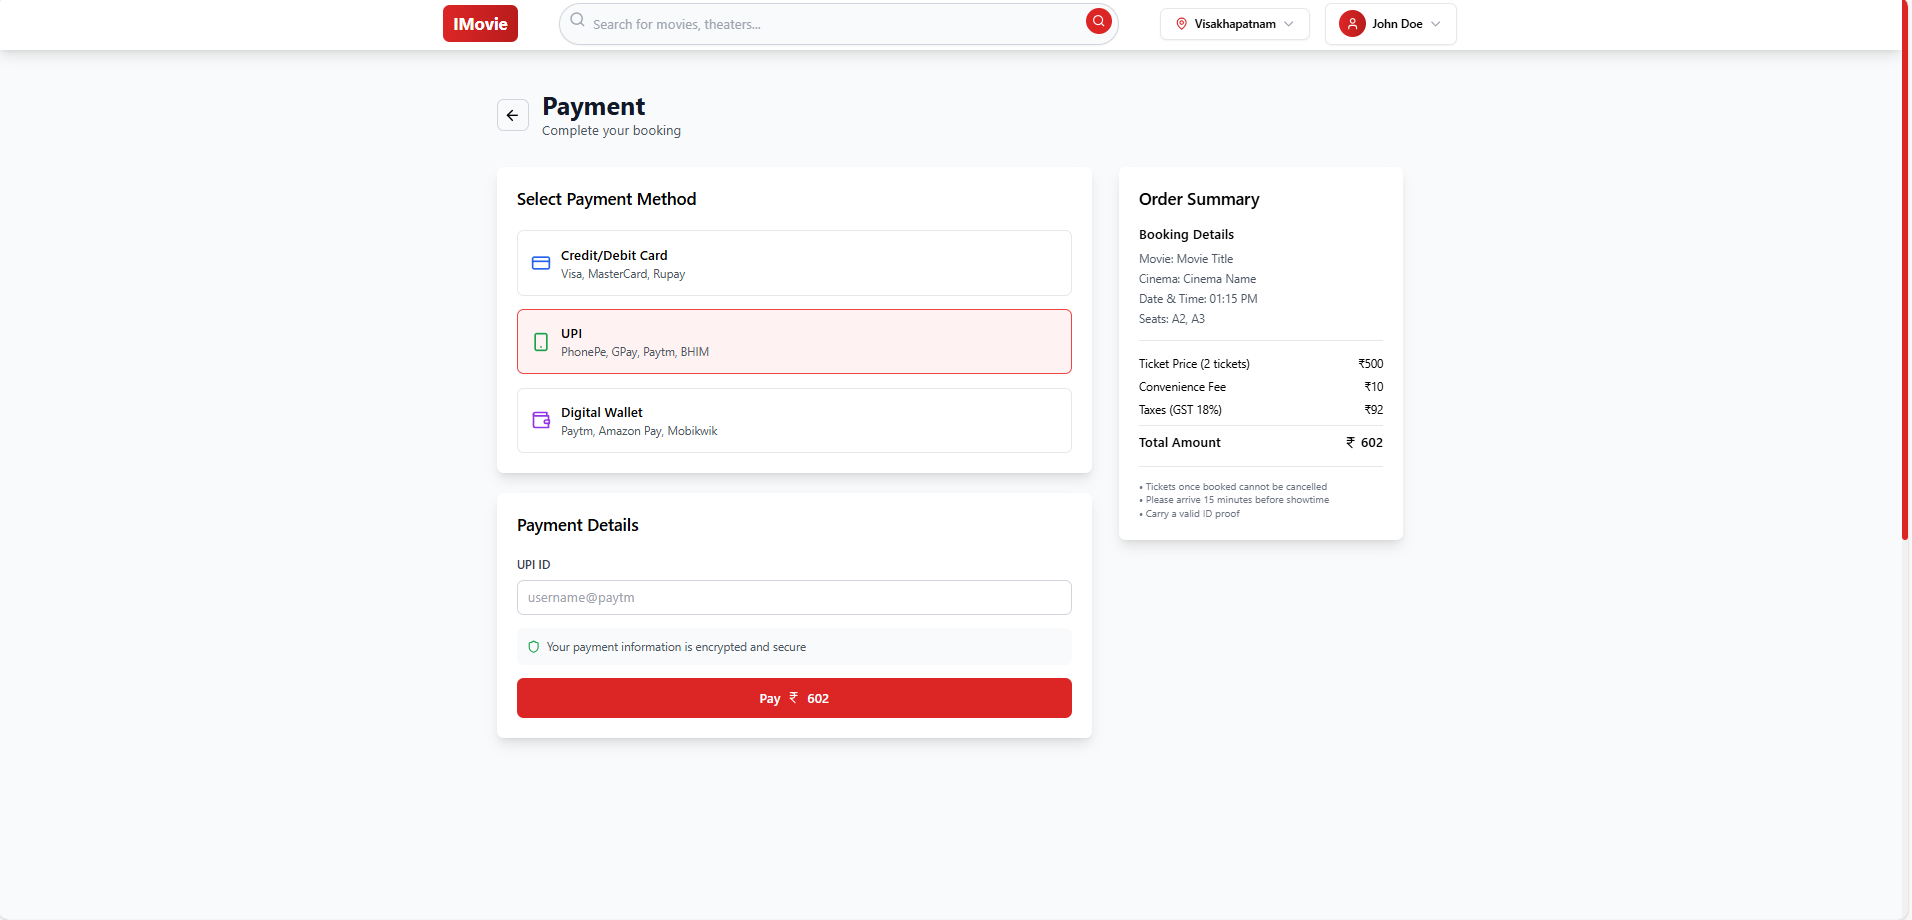 IMovie
Search for movies, theaters...
Visakhapatnam
John Doe
Payment
Complete your booking
Select Payment Method
Credit/Debit Card
Visa, MasterCard, Rupay
UPI
PhonePe, GPay, Paytm, BHIM
Digital Wallet
Paytm, Amazon Pay, Mobikwik
Payment Details
UPI ID
username@paytm
Your payment information is encrypted and secure
Pay ₹ 602
Order Summary
Booking Details
Movie: Movie Title
Cinema: Cinema Name
Date & Time: 01:15 PM
Seats: A2, A3
Ticket Price (2 tickets) ₹500
Convenience Fee ₹10
Taxes (GST 18%) ₹92
Total Amount ₹ 602
• Tickets once booked cannot be cancelled
• Please arrive 15 minutes before showtime
• Carry a valid ID proof